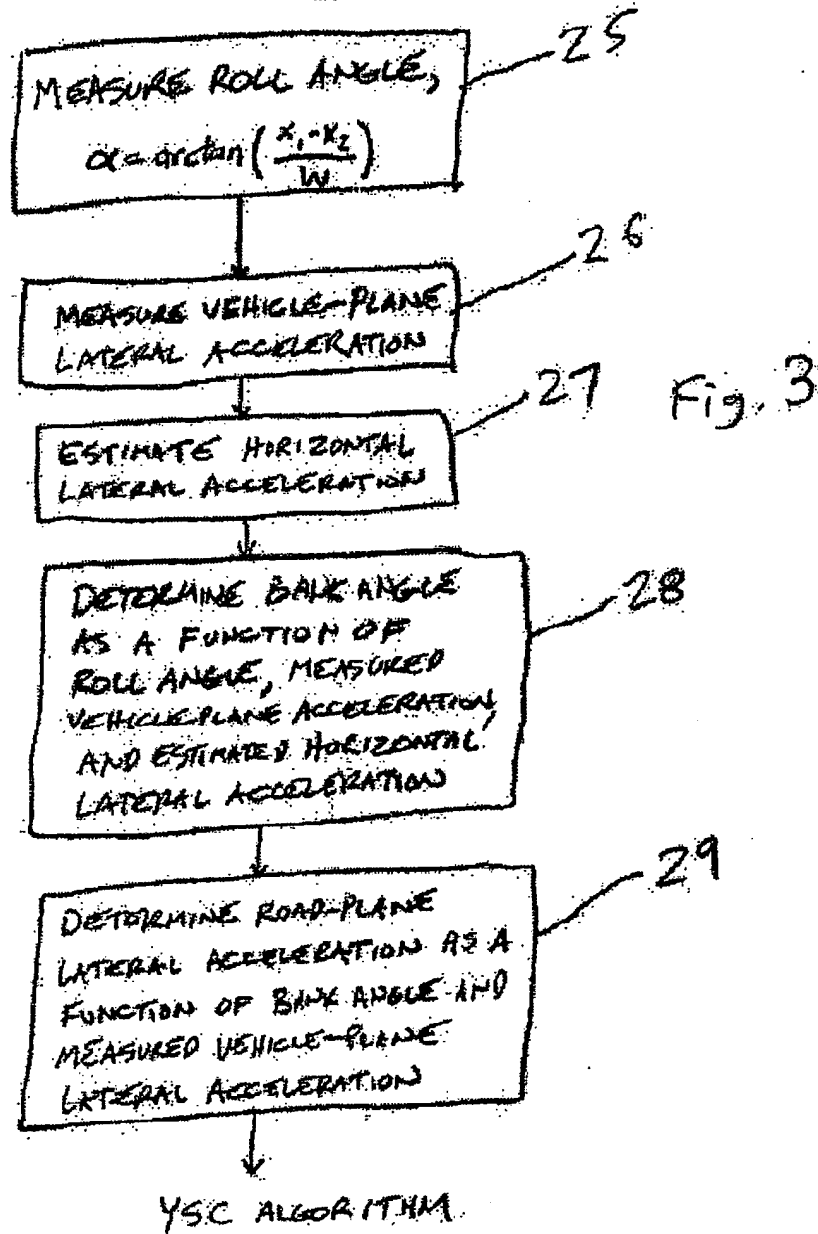 MEASURE ROLL ANGLE,
α = arctan (x₁-x₂ / W)
25
MEASURE VEHICLE-PLANE
LATERAL ACCELERATION
26
ESTIMATE HORIZONTAL
LATERAL ACCELERATION
27
Fig. 3
DETERMINE BANK ANGLE
AS A FUNCTION OF
ROLL ANGLE, MEASURED
VEHICLE-PLANE ACCELERATION,
AND ESTIMATED HORIZONTAL
LATERAL ACCELERATION
28
DETERMINE ROAD-PLANE
LATERAL ACCELERATION AS A
FUNCTION OF BANK ANGLE AND
MEASURED VEHICLE-PLANE
LATERAL ACCELERATION
29
YSC ALGORITHM